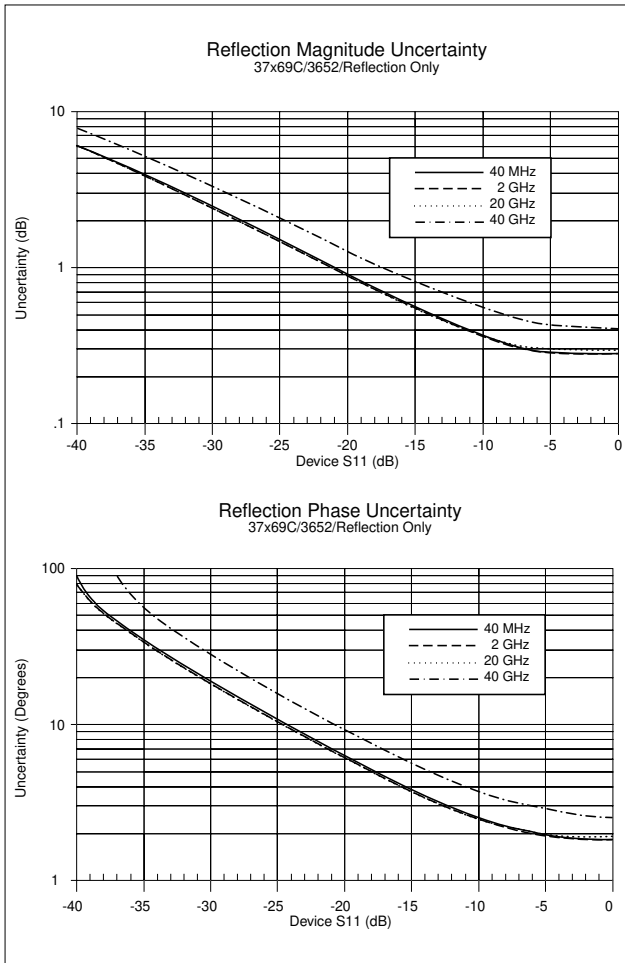 Reflection Magnitude Uncertainty
37x69C/3652/Reflection Only
10
1
.1
Uncertainty (dB)
40 MHz
2 GHz
20 GHz
40 GHz
-40 -35 -30 -25 -20 -15 -10 -5 0
Device S11 (dB)
Reflection Phase Uncertainty
37x69C/3652/Reflection Only
100
10
1
Uncertainty (Degrees)
40 MHz
2 GHz
20 GHz
40 GHz
-40 -35 -30 -25 -20 -15 -10 -5 0
Device S11 (dB)